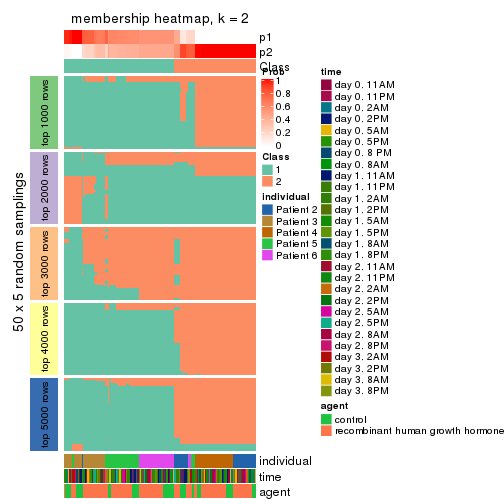 membership heatmap, k = 2
p1
p2
Class
50 x 5 random samplings
top 1000 rows
top 2000 rows
top 3000 rows
top 4000 rows
top 5000 rows
individual
time
agent
Prob
1
0.8
0.6
0.4
0.2
0
Class
1
2
individual
Patient 2
Patient 3
Patient 4
Patient 5
Patient 6
time
day 0. 11AM
day 0. 11PM
day 0. 2AM
day 0. 2PM
day 0. 5AM
day 0. 5PM
day 0. 8 PM
day 0. 8AM
day 1. 11AM
day 1. 11PM
day 1. 2AM
day 1. 2PM
day 1. 5AM
day 1. 5PM
day 1. 8AM
day 1. 8PM
day 2. 11AM
day 2. 11PM
day 2. 2AM
day 2. 2PM
day 2. 5AM
day 2. 5PM
day 2. 8AM
day 2. 8PM
day 3. 2AM
day 3. 2PM
day 3. 8AM
day 3. 8PM
agent
control
recombinant human growth hormone